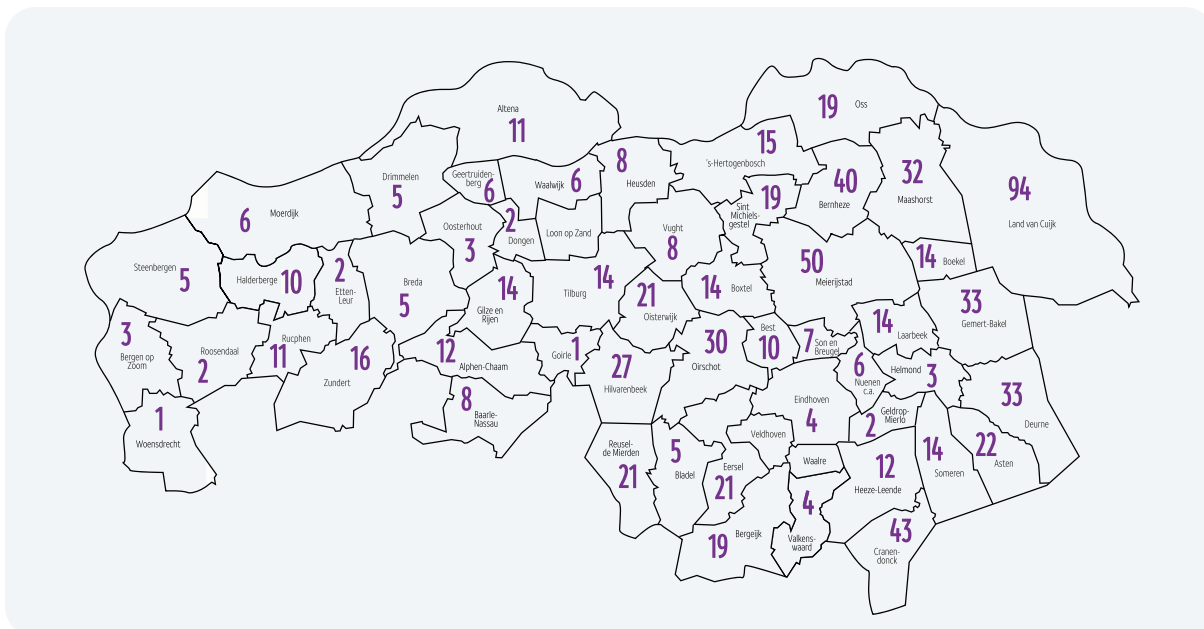 Altena
11
19 Oss
15
's-Hertogenbosch
8
Heusden
Drimmelen
5
Geertruiden-
berg 6
Waalwijk 6
40
Bernheze
32
Maashorst
94
Land van Cuijk
6 Moerdijk
Sint
Michiels-
gestel
19
2
Dongen
Loon op Zand
Oosterhout
3
Vught
8
Steenbergen
5
Halderberge 10
2
Etten-
Leur
Breda
5
14
Gilze en
Rijen
14
Tilburg
21
Oisterwijk
14 Boxtel
50
Meierijstad
14 Boekel
33
Gemert-Bakel
3
Bergen op
Zoom
Roosendaal
2
Rucphen
11
16
Zundert
12
Alphen-Chaam
Goirle 1
27
Hilvarenbeek
30
Oirschot
Best
10
7 Son en
Breugel
14
Laarbeek
6
Nuenen
c.a.
Helmond 3
33
Deurne
1
Woensdrecht
8
Baarle-
Nassau
Eindhoven
4
2 Geldrop-
Mierlo
Veldhoven
Reusel-
de Mierden
21
5
Bladel
Eersel
21
Waalre
12
Heeze-Leende
14
Someren
22
Asten
19 Bergeijk
4
Valkens-
waard
43
Cranen-
donck